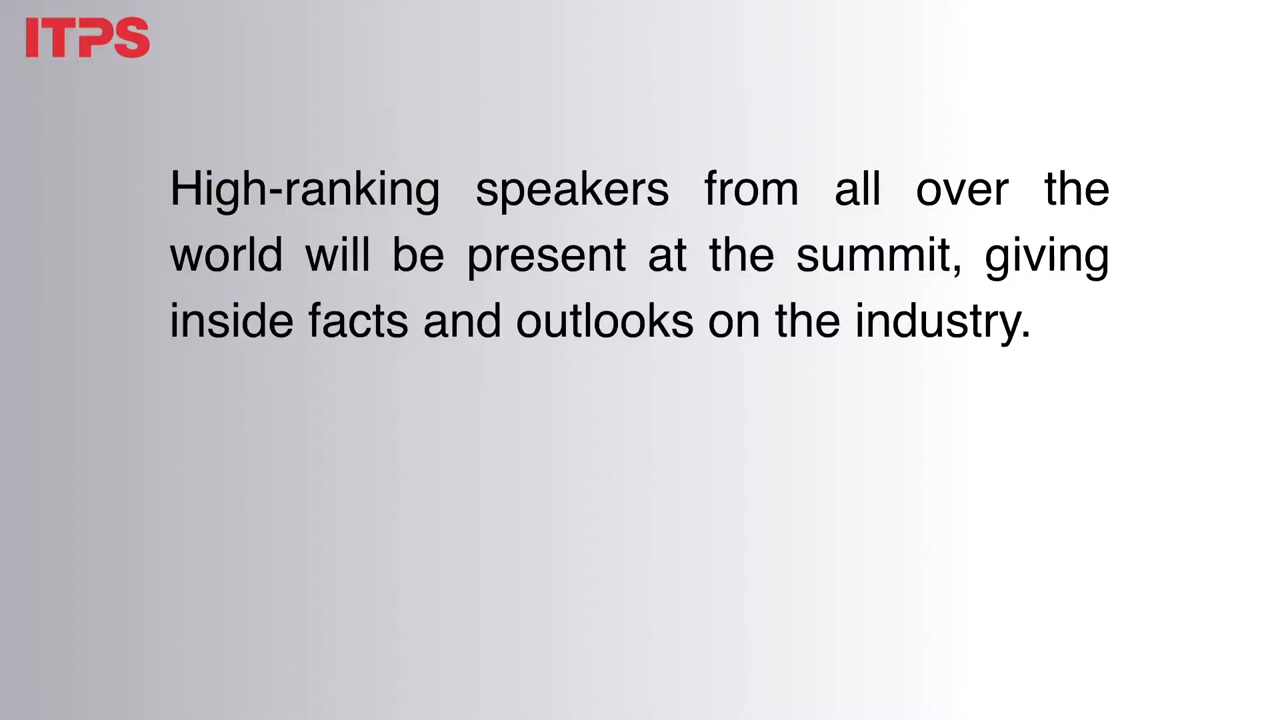 ITPS
High-ranking speakers from all over the
world will be present at the summit, giving
inside facts and outlooks on the industry.